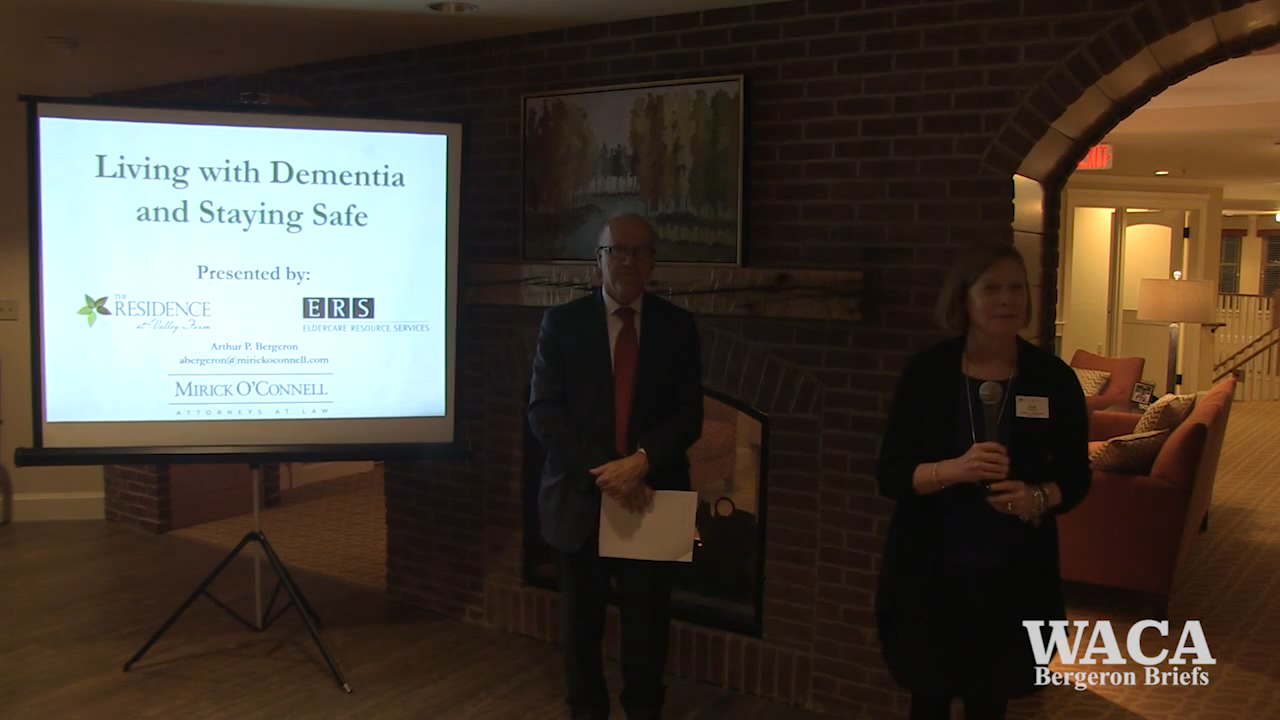 Living with Dementia
and Staying Safe
Presented by:
THE
RESIDENCE
at Valley Farm
ERS
ELDERCARE RESOURCE SERVICES
Arthur P. Bergeron
abergeron@mirickoconnell.com
MIRICK O'CONNELL
ATTORNEYS AT LAW
EXIT
WACA
Bergeron Briefs